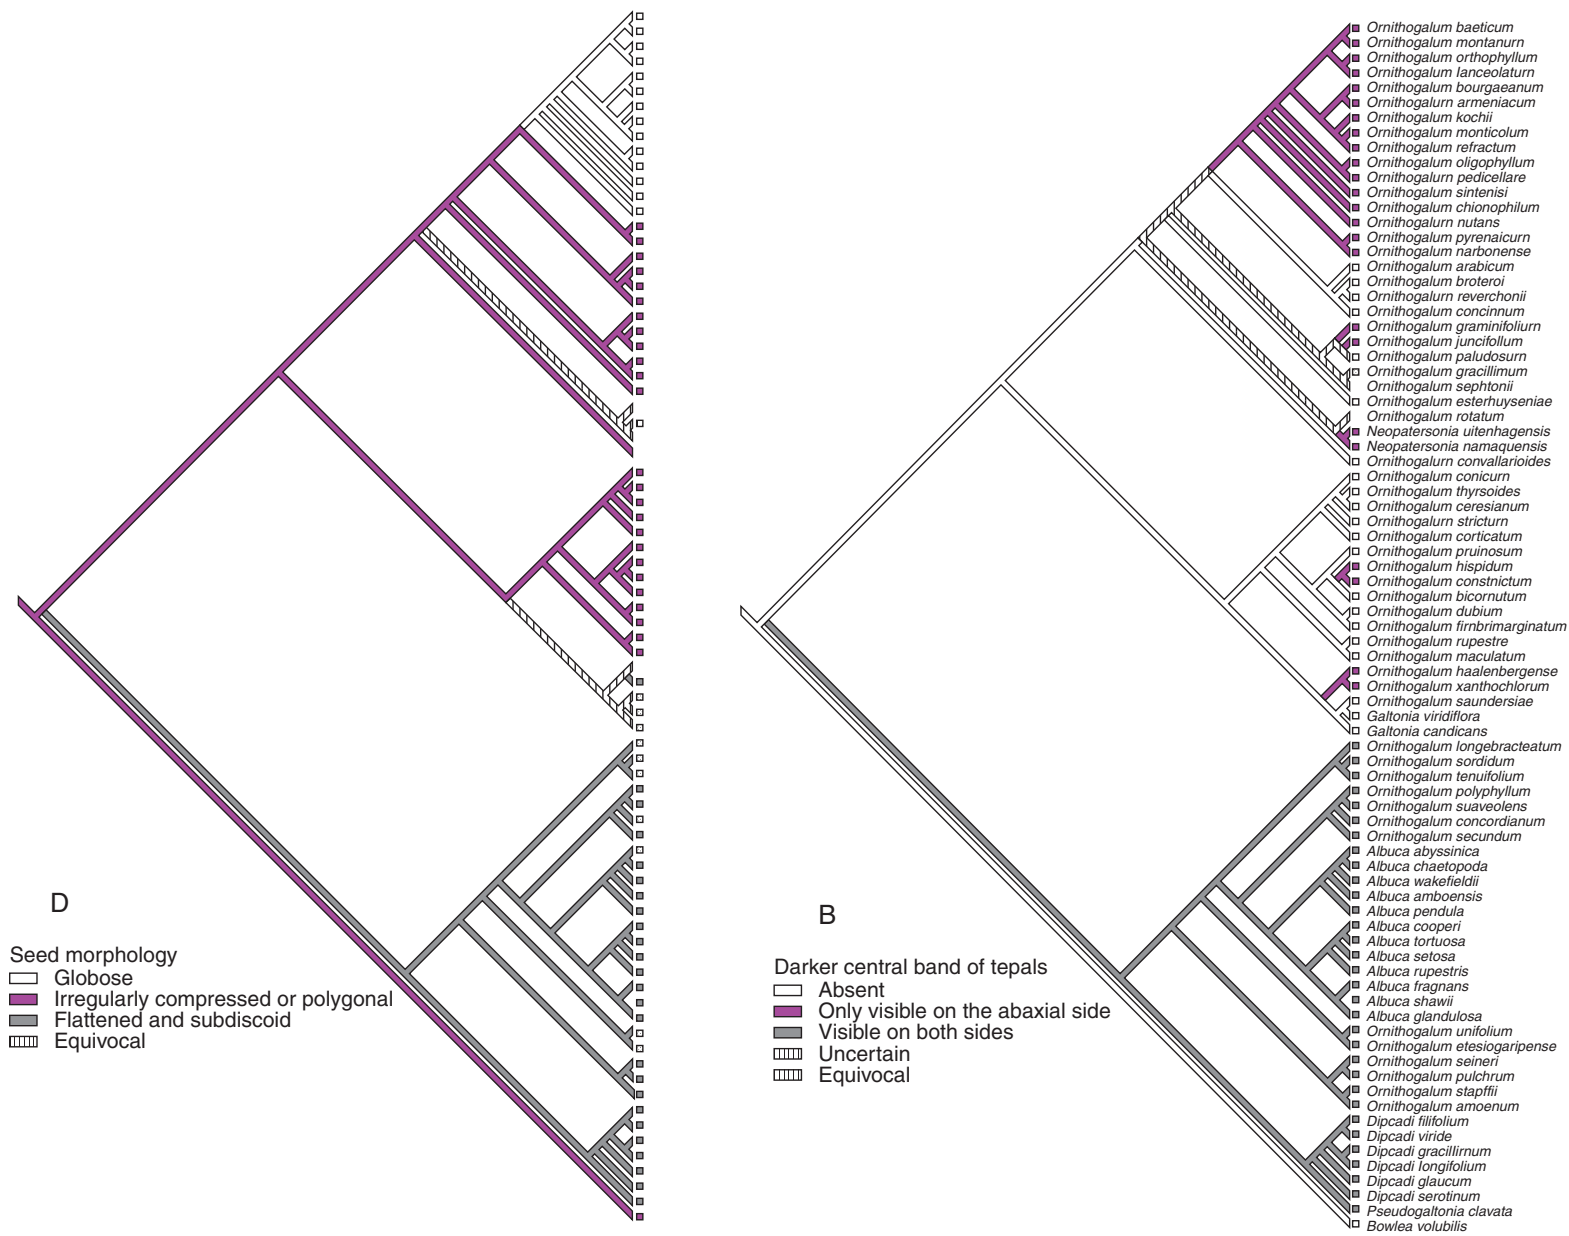 D
Seed morphology
Globose
Irregularly compressed or polygonal
Flattened and subdiscoid
Equivocal
B
Darker central band of tepals
Absent
Only visible on the abaxial side
Visible on both sides
Uncertain
Equivocal
Ornithogalum baeticum
Ornithogalum montanurn
Ornithogalum orthophyllum
Ornithogalum lanceolaturn
Ornithogalum bourgaeanum
Ornithogalurn armeniacum
Ornithogalum kochii
Ornithogalum monticolum
Ornithogalum refractum
Ornithogalum oligophyllum
Ornithogalurn pedicellare
Ornithogalum sintenisi
Ornithogalum chionophilum
Ornithogalurn nutans
Ornithogalum pyrenaicurn
Ornithogalum narbonense
Ornithogalum arabicum
Ornithogalum broteroi
Ornithogalurn reverchonii
Ornithogalum concinnum
Ornithogalum graminifoliurn
Ornithogalum juncifollum
Ornithogalum paludosurn
Ornithogalum gracillimum
Ornithogalum sephtonii
Ornithogalum esterhuyseniae
Ornithogalum rotatum
Neopatersonia uitenhagensis
Neopatersonia namaquensis
Ornithogalurn convallarioides
Ornithogalum conicurn
Ornithogalum thyrsoides
Ornithogalum ceresianum
Ornithogalurn stricturn
Ornithogalum corticatum
Ornithogalum pruinosum
Ornithogalum hispidum
Ornithogalum constnictum
Ornithogalum bicornutum
Ornithogalum dubium
Ornithogalum firnbrimarginatum
Ornithogalum rupestre
Ornithogalum maculatum
Ornithogalum haalenbergense
Ornithogalum xanthochlorum
Ornithogalum saundersiae
Galtonia viridiflora
Galtonia candicans
Ornithogalum longebracteatum
Ornithogalum sordidum
Ornithogalum tenuifolium
Ornithogalum polyphyllum
Ornithogalum suaveolens
Ornithogalum concordianum
Ornithogalum secundum
Albuca abyssinica
Albuca chaetopoda
Albuca wakefieldii
Albuca amboensis
Albuca pendula
Albuca cooperi
Albuca tortuosa
Albuca setosa
Albuca rupestris
Albuca fragnans
Albuca shawii
Albuca glandulosa
Ornithogalum unifolium
Ornithogalum etesiogaripense
Ornithogalum seineri
Ornithogalum pulchrum
Ornithogalum stapffii
Ornithogalum amoenum
Dipcadi filifolium
Dipcadi viride
Dipcadi gracillirnum
Dipcadi longifolium
Dipcadi glaucum
Dipcadi serotinum
Pseudogaltonia clavata
Bowlea volubilis